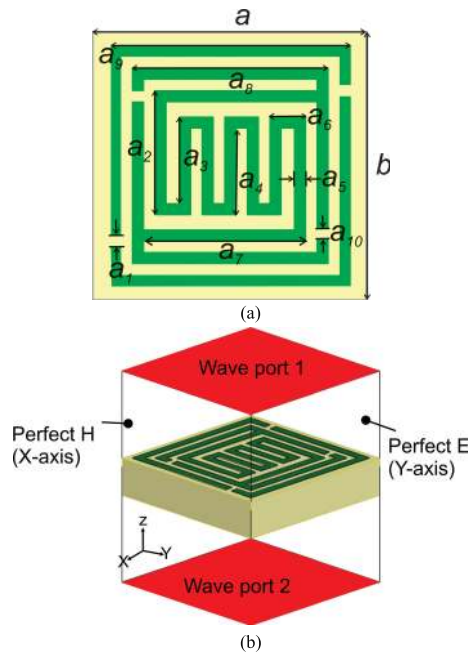 a
a9
a8
a6
a2
a3
a4
a5
b
a7
a10
a1
(a)
Wave port 1
Perfect H
(X-axis)
Perfect E
(Y-axis)
z
X
Y
Wave port 2
(b)